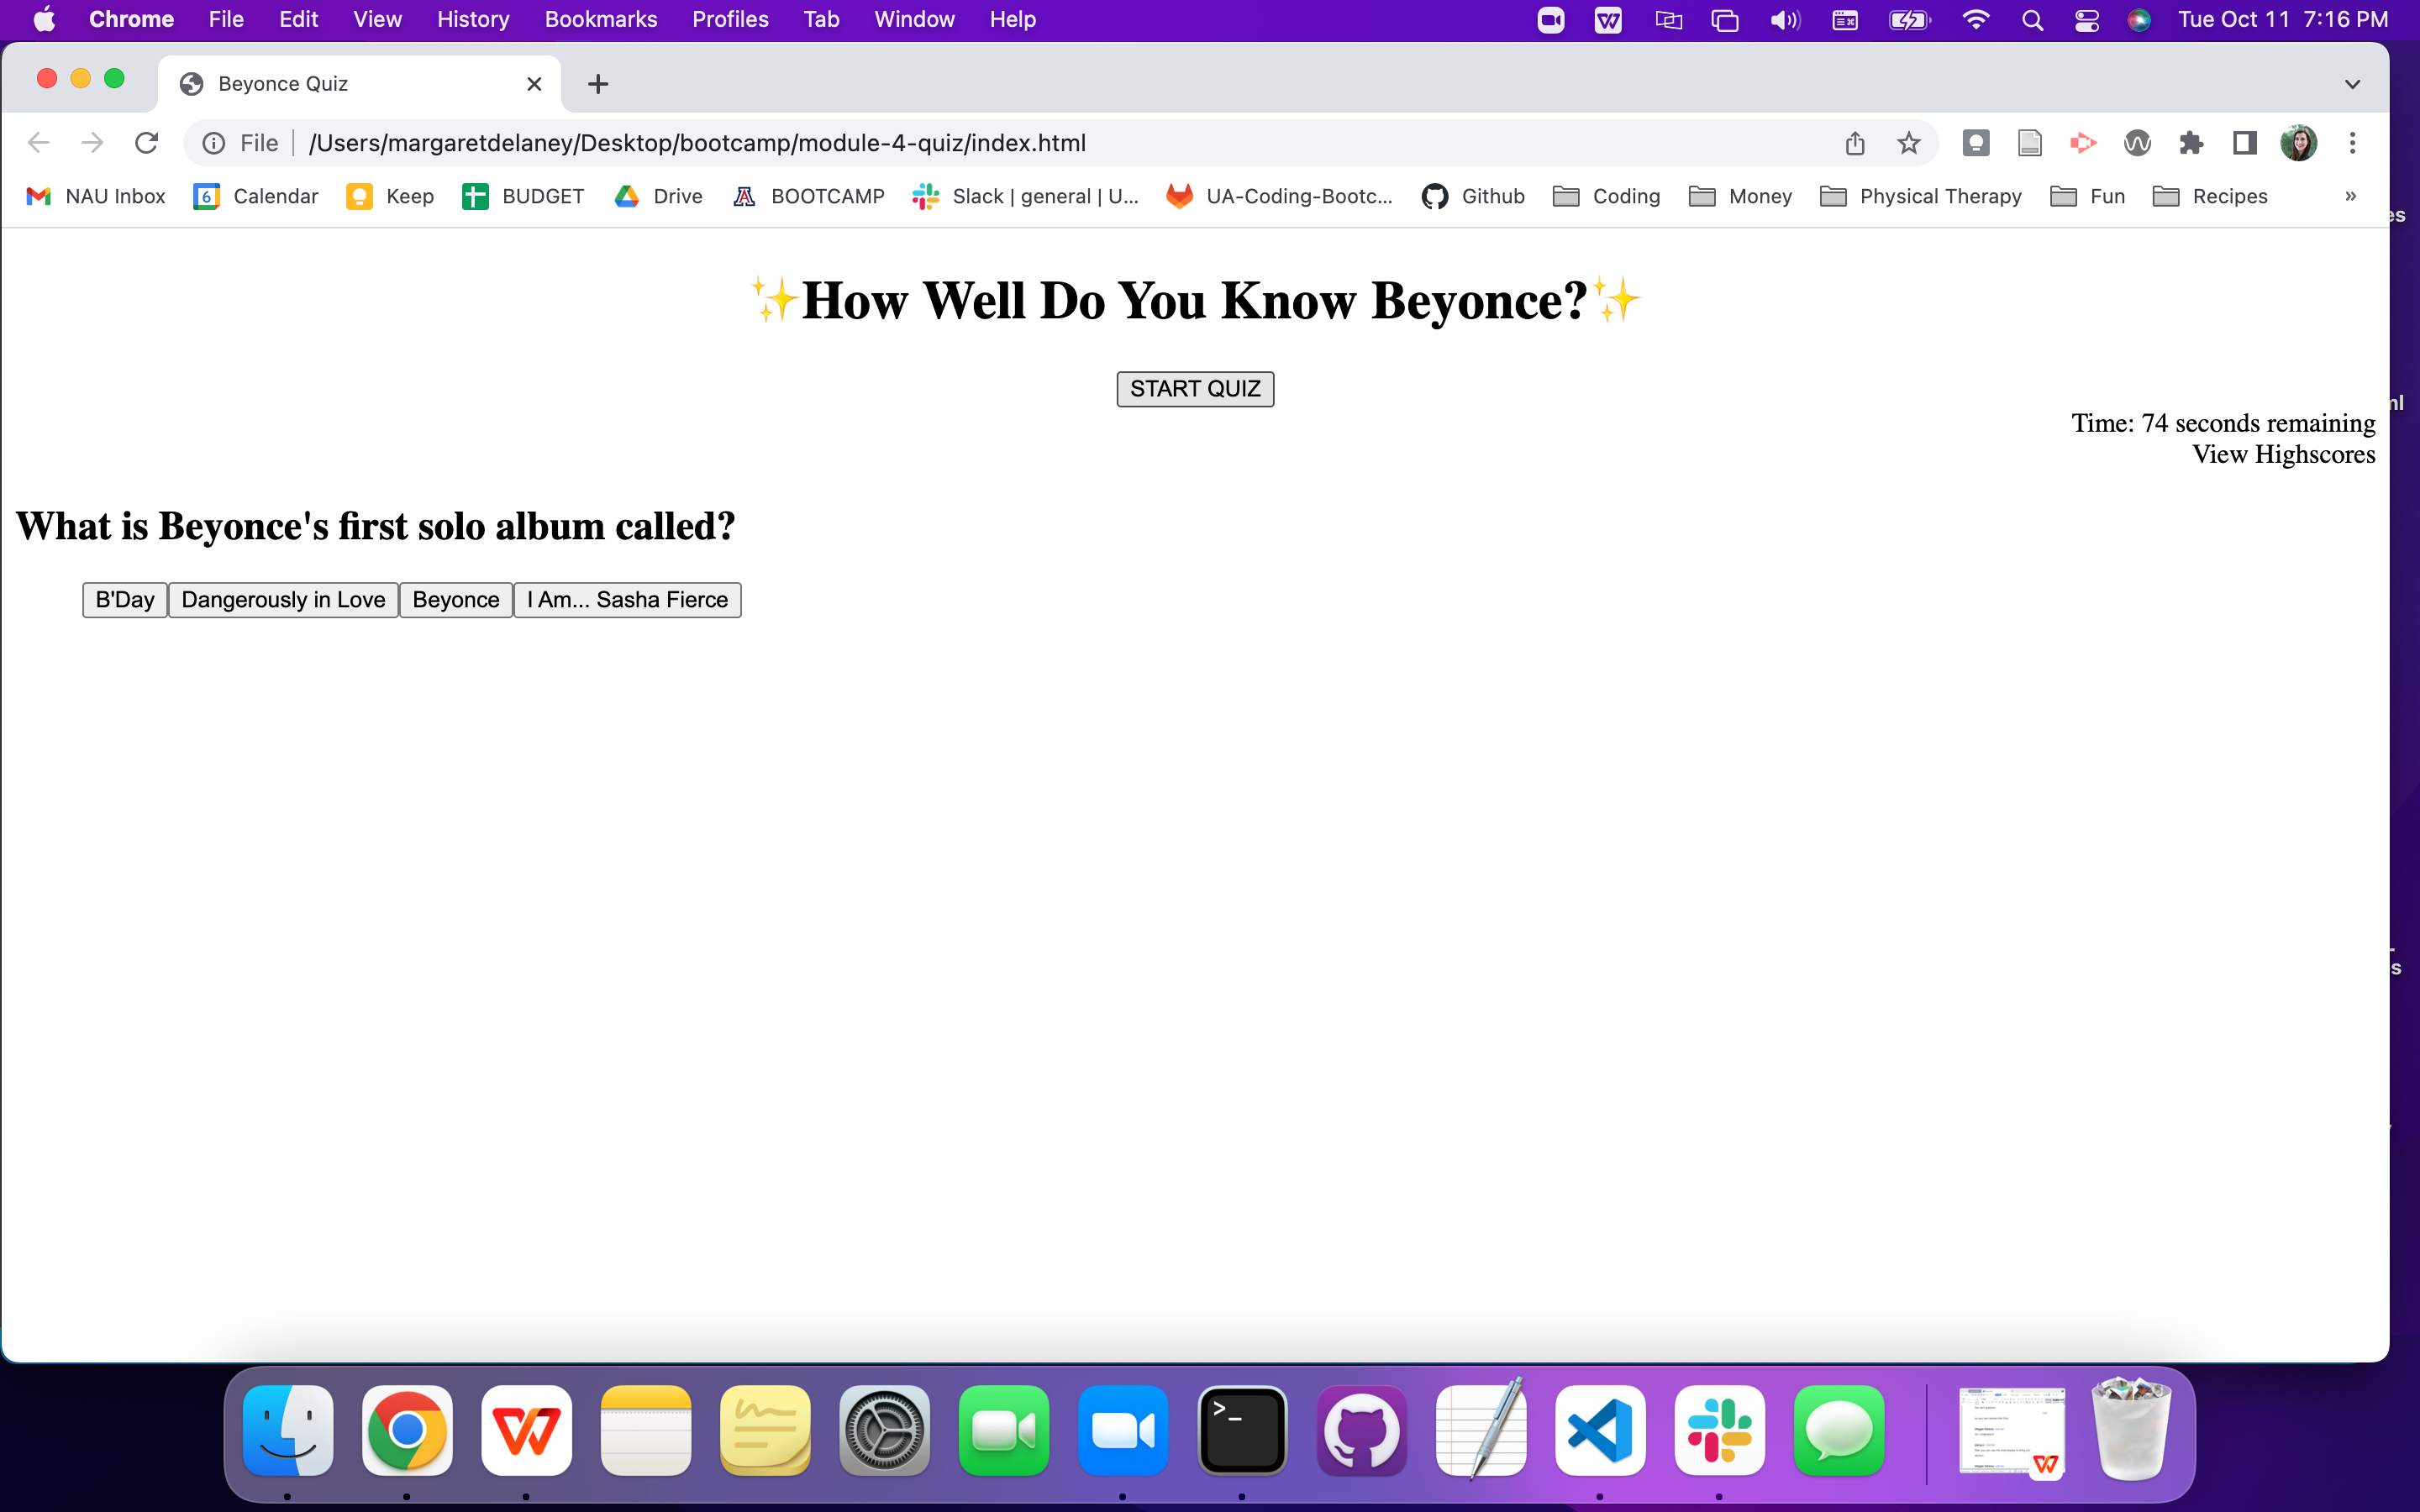 Chrome File Edit View History Bookmarks Profiles Tab Window Help Tue Oct 11 7:16 PM
Beyonce Quiz
File /Users/margaretdelaney/Desktop/bootcamp/module-4-quiz/index.html
NAU Inbox 6 Calendar Keep BUDGET Drive BOOTCAMP Slack | general | U... UA-Coding-Bootc... Github Coding Money Physical Therapy Fun Recipes »
es
✨How Well Do You Know Beyonce?✨
START QUIZ
ml
Time: 74 seconds remaining
View Highscores
What is Beyonce's first solo album called?
B'Day Dangerously in Love Beyonce I Am... Sasha Fierce